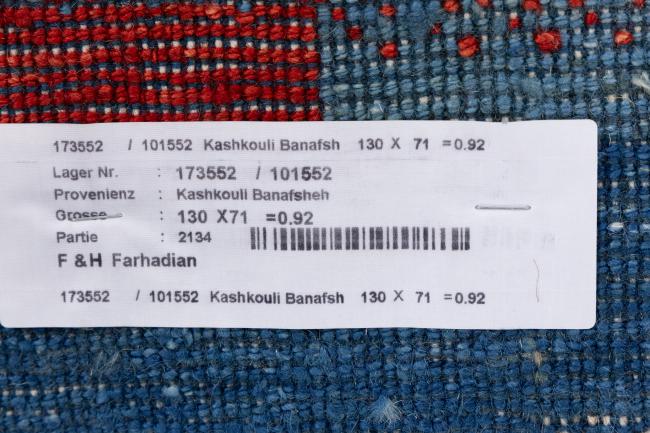 173552 / 101552 Kashkouli Banafsh 130 X 71 =0.92
Lager Nr. : 173552 / 101552
Provenienz : Kashkouli Banafsheh
Grosse : 130 X71 =0.92
Partie : 2134
F & H Farhadian
173552 / 101552 Kashkouli Banafsh 130 X 71 =0.92